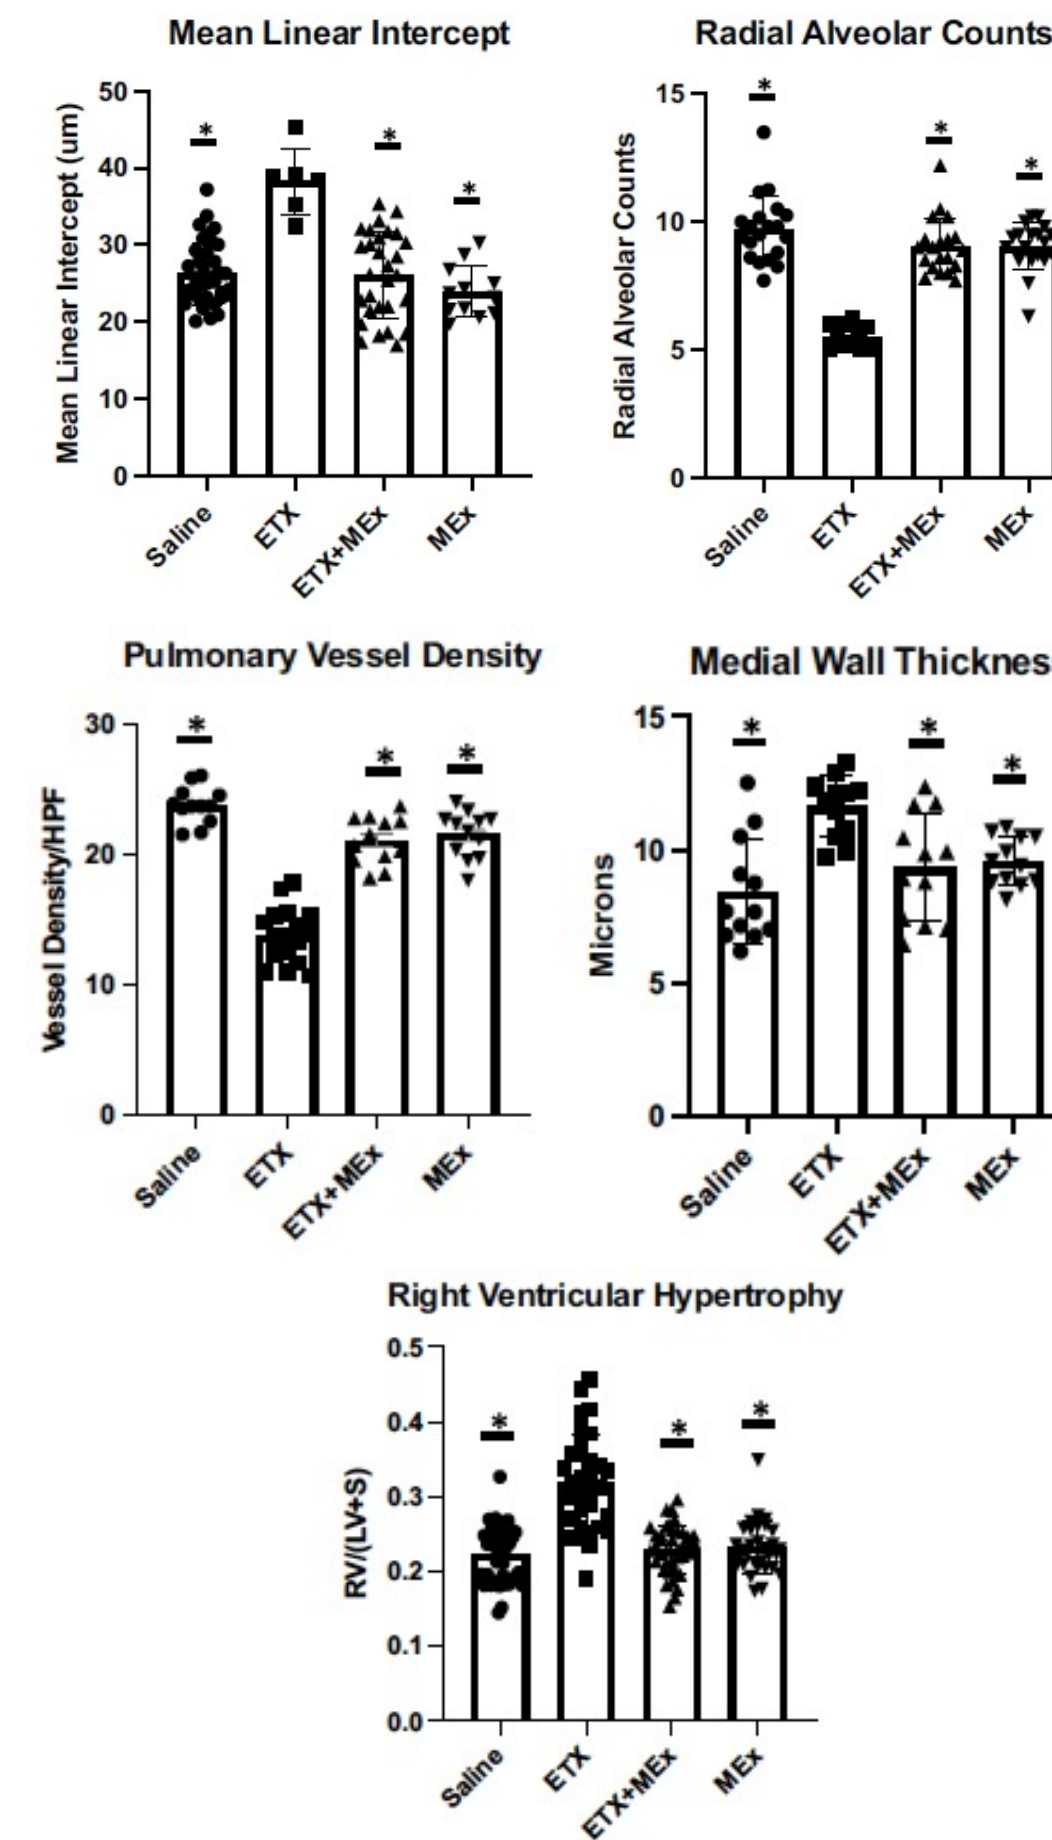 Mean Linear Intercept
Mean Linear Intercept (um)
50
40
30
20
10
0
*
*
*
Saline
ETX
ETX+MEx
MEx
Radial Alveolar Counts
Radial Alveolar Counts
15
10
5
0
*
*
*
Saline
ETX
ETX+MEx
MEx
Pulmonary Vessel Density
Vessel Density/HPF
30
20
10
0
*
*
*
Saline
ETX
ETX+MEx
MEx
Medial Wall Thicknes
Microns
15
10
5
0
*
*
*
Saline
ETX
ETX+MEx
MEx
Right Ventricular Hypertrophy
RV/(LV+S)
0.5
0.4
0.3
0.2
0.1
0.0
*
*
*
Saline
ETX
ETX+MEx
MEx